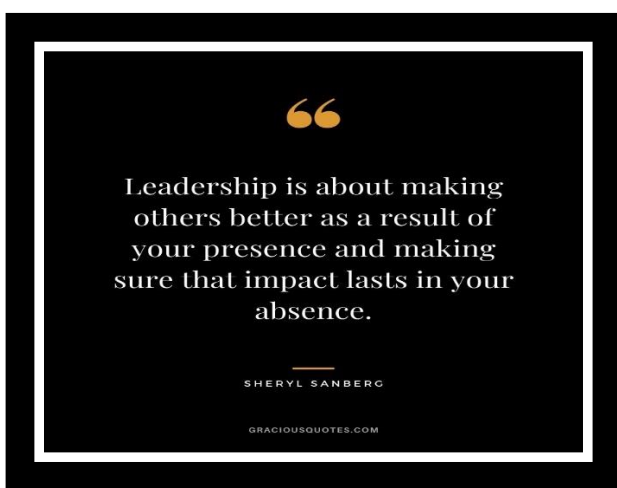 Leadership is about making
others better as a result of
your presence and making
sure that impact lasts in your
absence.
SHERYL SANBERG
GRACIOUSQUOTES.COM